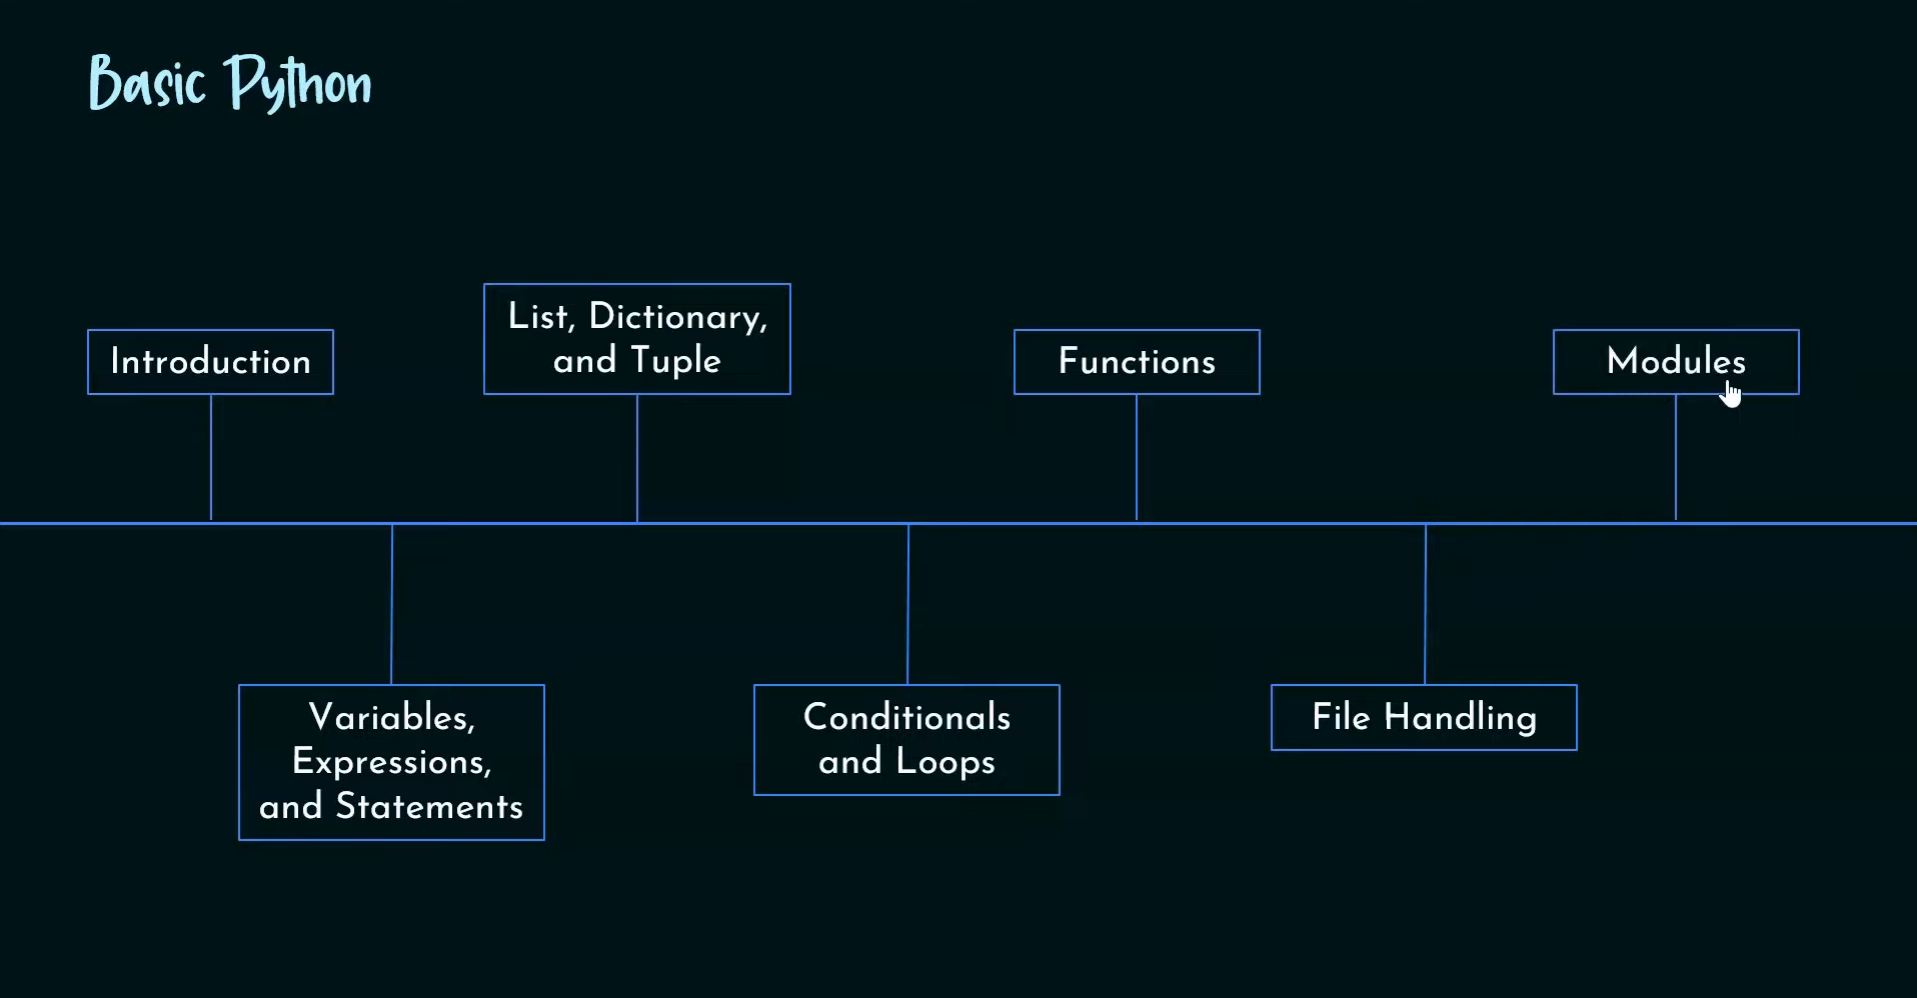 Basic Python
Introduction
Variables,
Expressions,
and Statements
List, Dictionary,
and Tuple
Conditionals
and Loops
Functions
File Handling
Modules